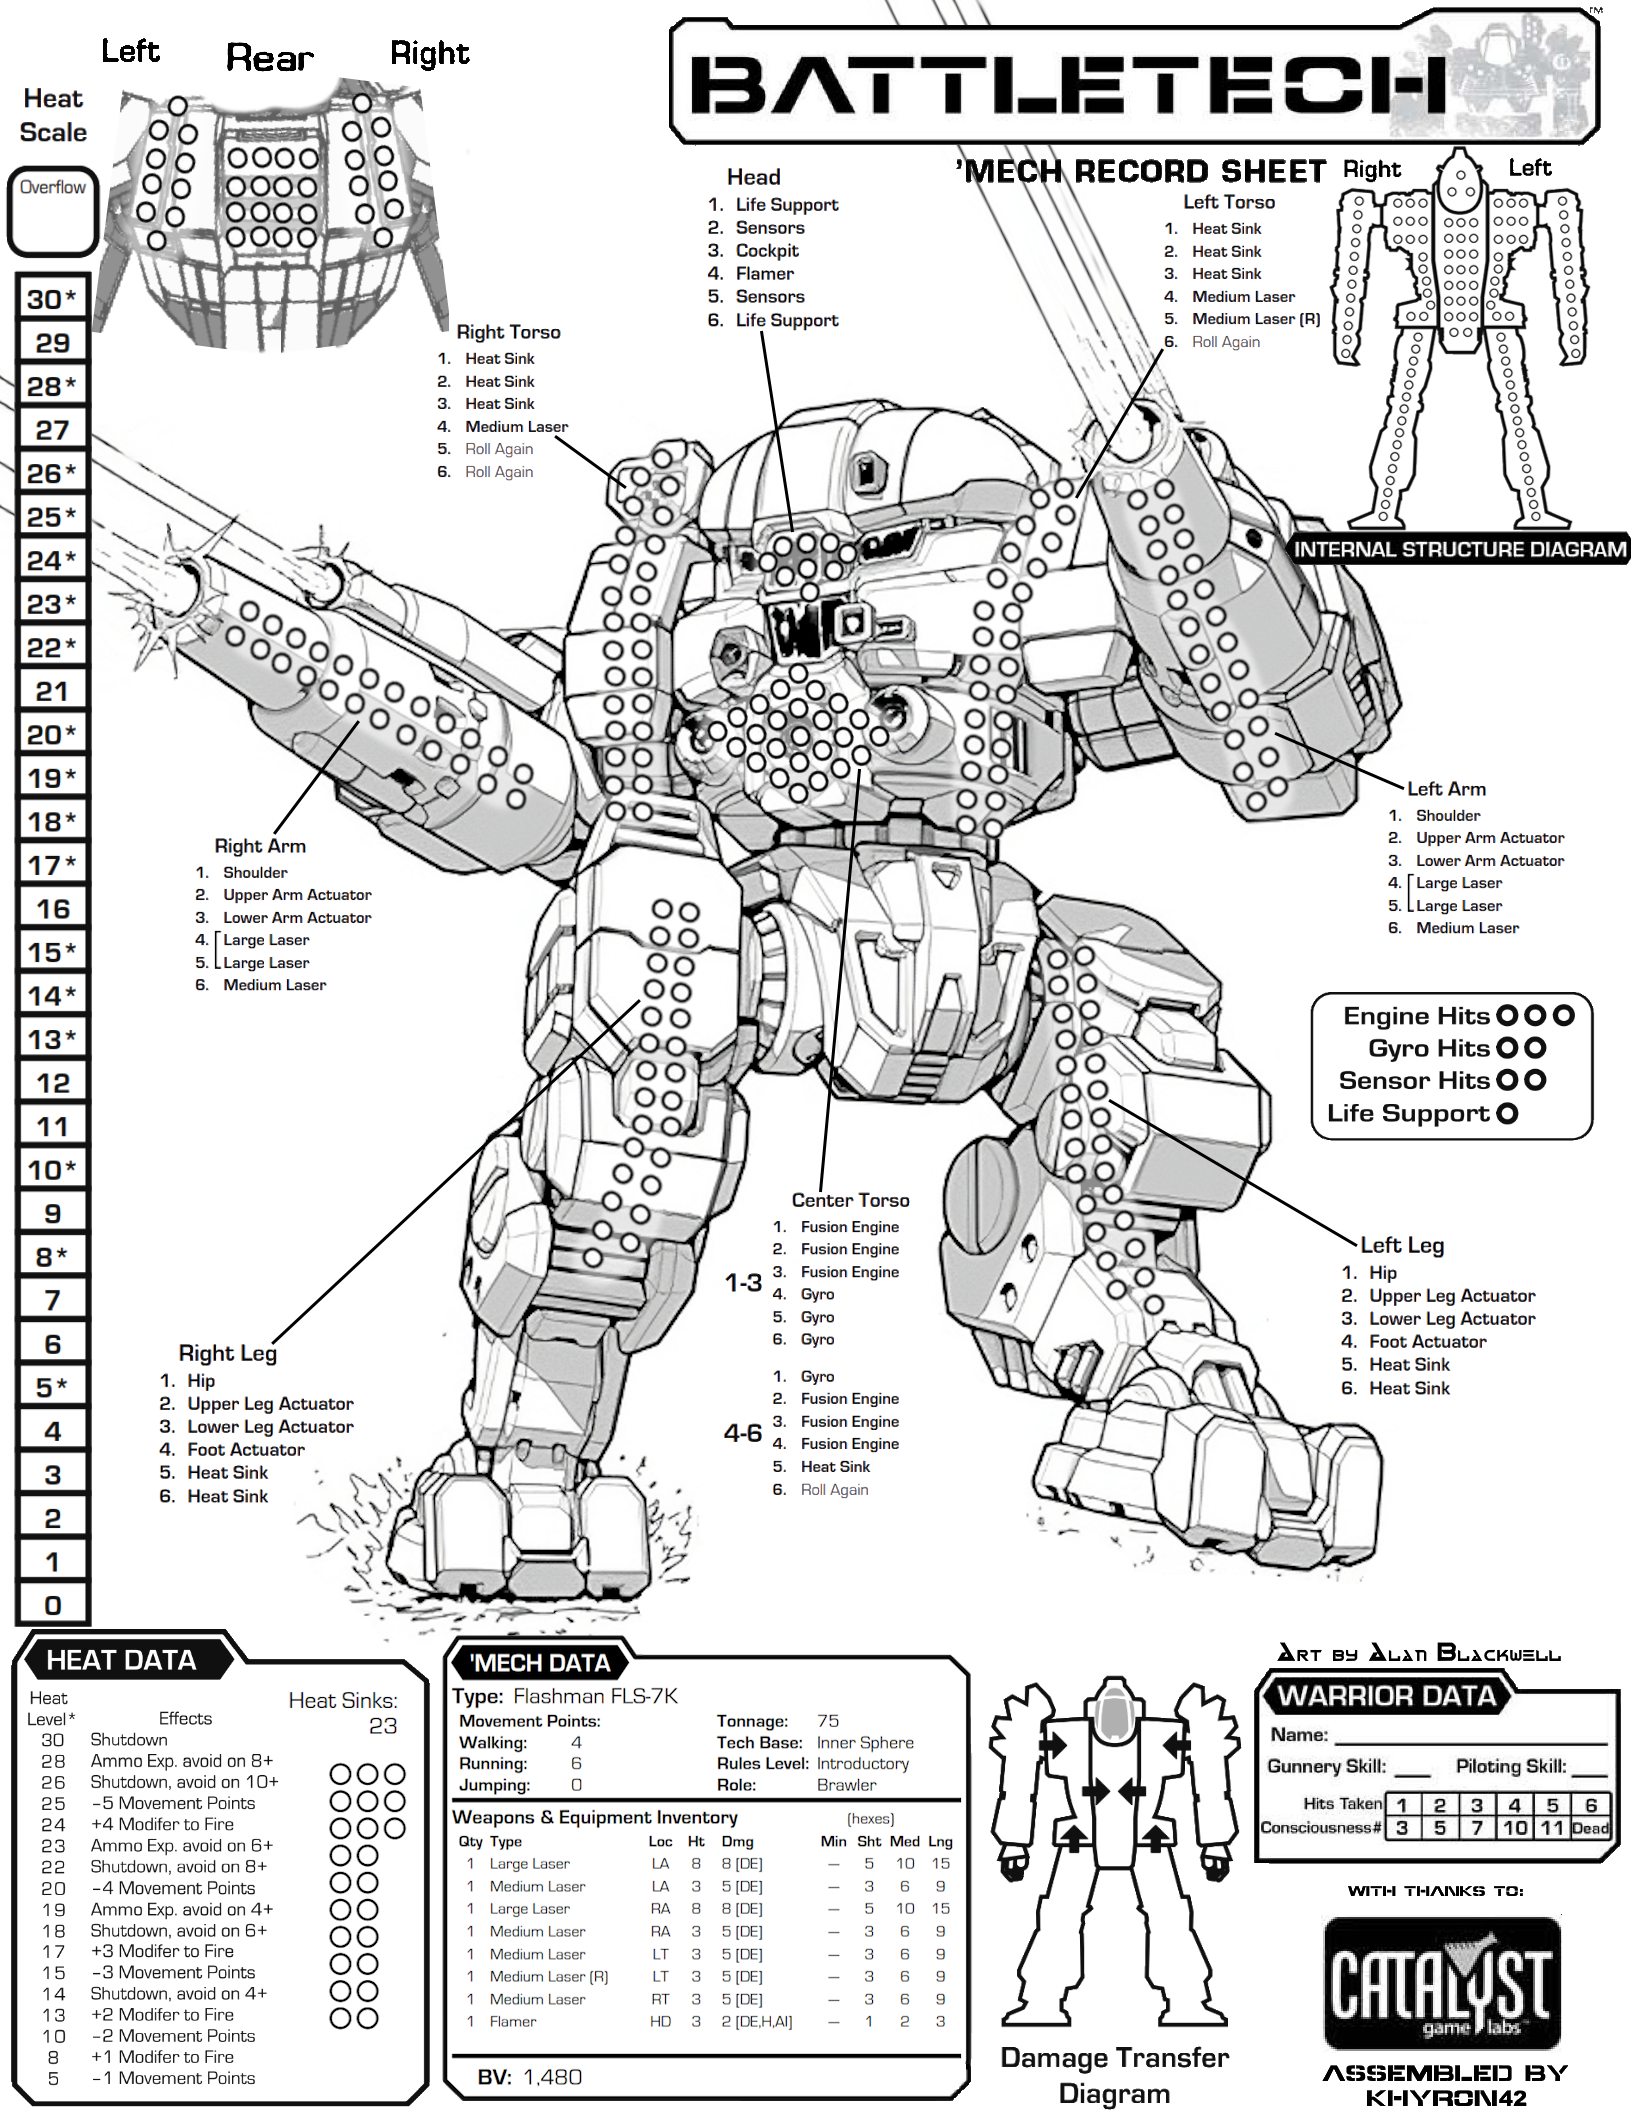 Left Rear Right
Heat
Scale
Overflow
30*
29
28*
27
26*
25*
24*
23*
22*
21
20*
19*
18*
17*
16
15*
14*
13*
12
11
10*
9
8*
7
6
5*
4
3
2
1
0
BATTLETECH
TM
'MECH RECORD SHEET
Head
1. Life Support
2. Sensors
3. Cockpit
4. Flamer
5. Sensors
6. Life Support
Left Torso
1. Heat Sink
2. Heat Sink
3. Heat Sink
4. Medium Laser
5. Medium Laser (R)
6. Roll Again
Right Left
INTERNAL STRUCTURE DIAGRAM
Right Torso
1. Heat Sink
2. Heat Sink
3. Heat Sink
4. Medium Laser
5. Roll Again
6. Roll Again
Right Arm
1. Shoulder
2. Upper Arm Actuator
3. Lower Arm Actuator
4. Large Laser
5. Large Laser
6. Medium Laser
Left Arm
1. Shoulder
2. Upper Arm Actuator
3. Lower Arm Actuator
4. Large Laser
5. Large Laser
6. Medium Laser
Engine Hits
Gyro Hits
Sensor Hits
Life Support
Center Torso
1-3
1. Fusion Engine
2. Fusion Engine
3. Fusion Engine
4. Gyro
5. Gyro
6. Gyro
4-6
1. Gyro
2. Fusion Engine
3. Fusion Engine
4. Fusion Engine
5. Heat Sink
6. Roll Again
Left Leg
1. Hip
2. Upper Leg Actuator
3. Lower Leg Actuator
4. Foot Actuator
5. Heat Sink
6. Heat Sink
Right Leg
1. Hip
2. Upper Leg Actuator
3. Lower Leg Actuator
4. Foot Actuator
5. Heat Sink
6. Heat Sink
HEAT DATA
Heat
Level* Effects
Heat Sinks:
23
30 Shutdown
28 Ammo Exp. avoid on 8+
26 Shutdown, avoid on 10+
25 -5 Movement Points
24 +4 Modifer to Fire
23 Ammo Exp. avoid on 6+
22 Shutdown, avoid on 8+
20 -4 Movement Points
19 Ammo Exp. avoid on 4+
18 Shutdown, avoid on 6+
17 +3 Modifer to Fire
15 -3 Movement Points
14 Shutdown, avoid on 4+
13 +2 Modifer to Fire
10 -2 Movement Points
8 +1 Modifer to Fire
5 -1 Movement Points
'MECH DATA
Type: Flashman FLS-7K
Movement Points: Tonnage: 75
Walking: 4 Tech Base: Inner Sphere
Running: 6 Rules Level: Introductory
Jumping: 0 Role: Brawler
Weapons & Equipment Inventory (hexes)
Qty Type Loc Ht Dmg Min Sht Med Lng
1 Large Laser LA 8 8 [DE] — 5 10 15
1 Medium Laser LA 3 5 [DE] — 3 6 9
1 Large Laser RA 8 8 [DE] — 5 10 15
1 Medium Laser RA 3 5 [DE] — 3 6 9
1 Medium Laser LT 3 5 [DE] — 3 6 9
1 Medium Laser (R) LT 3 5 [DE] — 3 6 9
1 Medium Laser RT 3 5 [DE] — 3 6 9
1 Flamer HD 3 2 [DE,H,AI] — 1 2 3
BV: 1,480
Damage Transfer
Diagram
ART BY ALAN BLACKWELL
WARRIOR DATA
Name:
Gunnery Skill: Piloting Skill:
Hits Taken 1 2 3 4 5 6
Consciousness# 3 5 7 10 11 Dead
WITH THANKS TO:
CATALYST
game labs
ASSEMBLED BY
KHYRON42